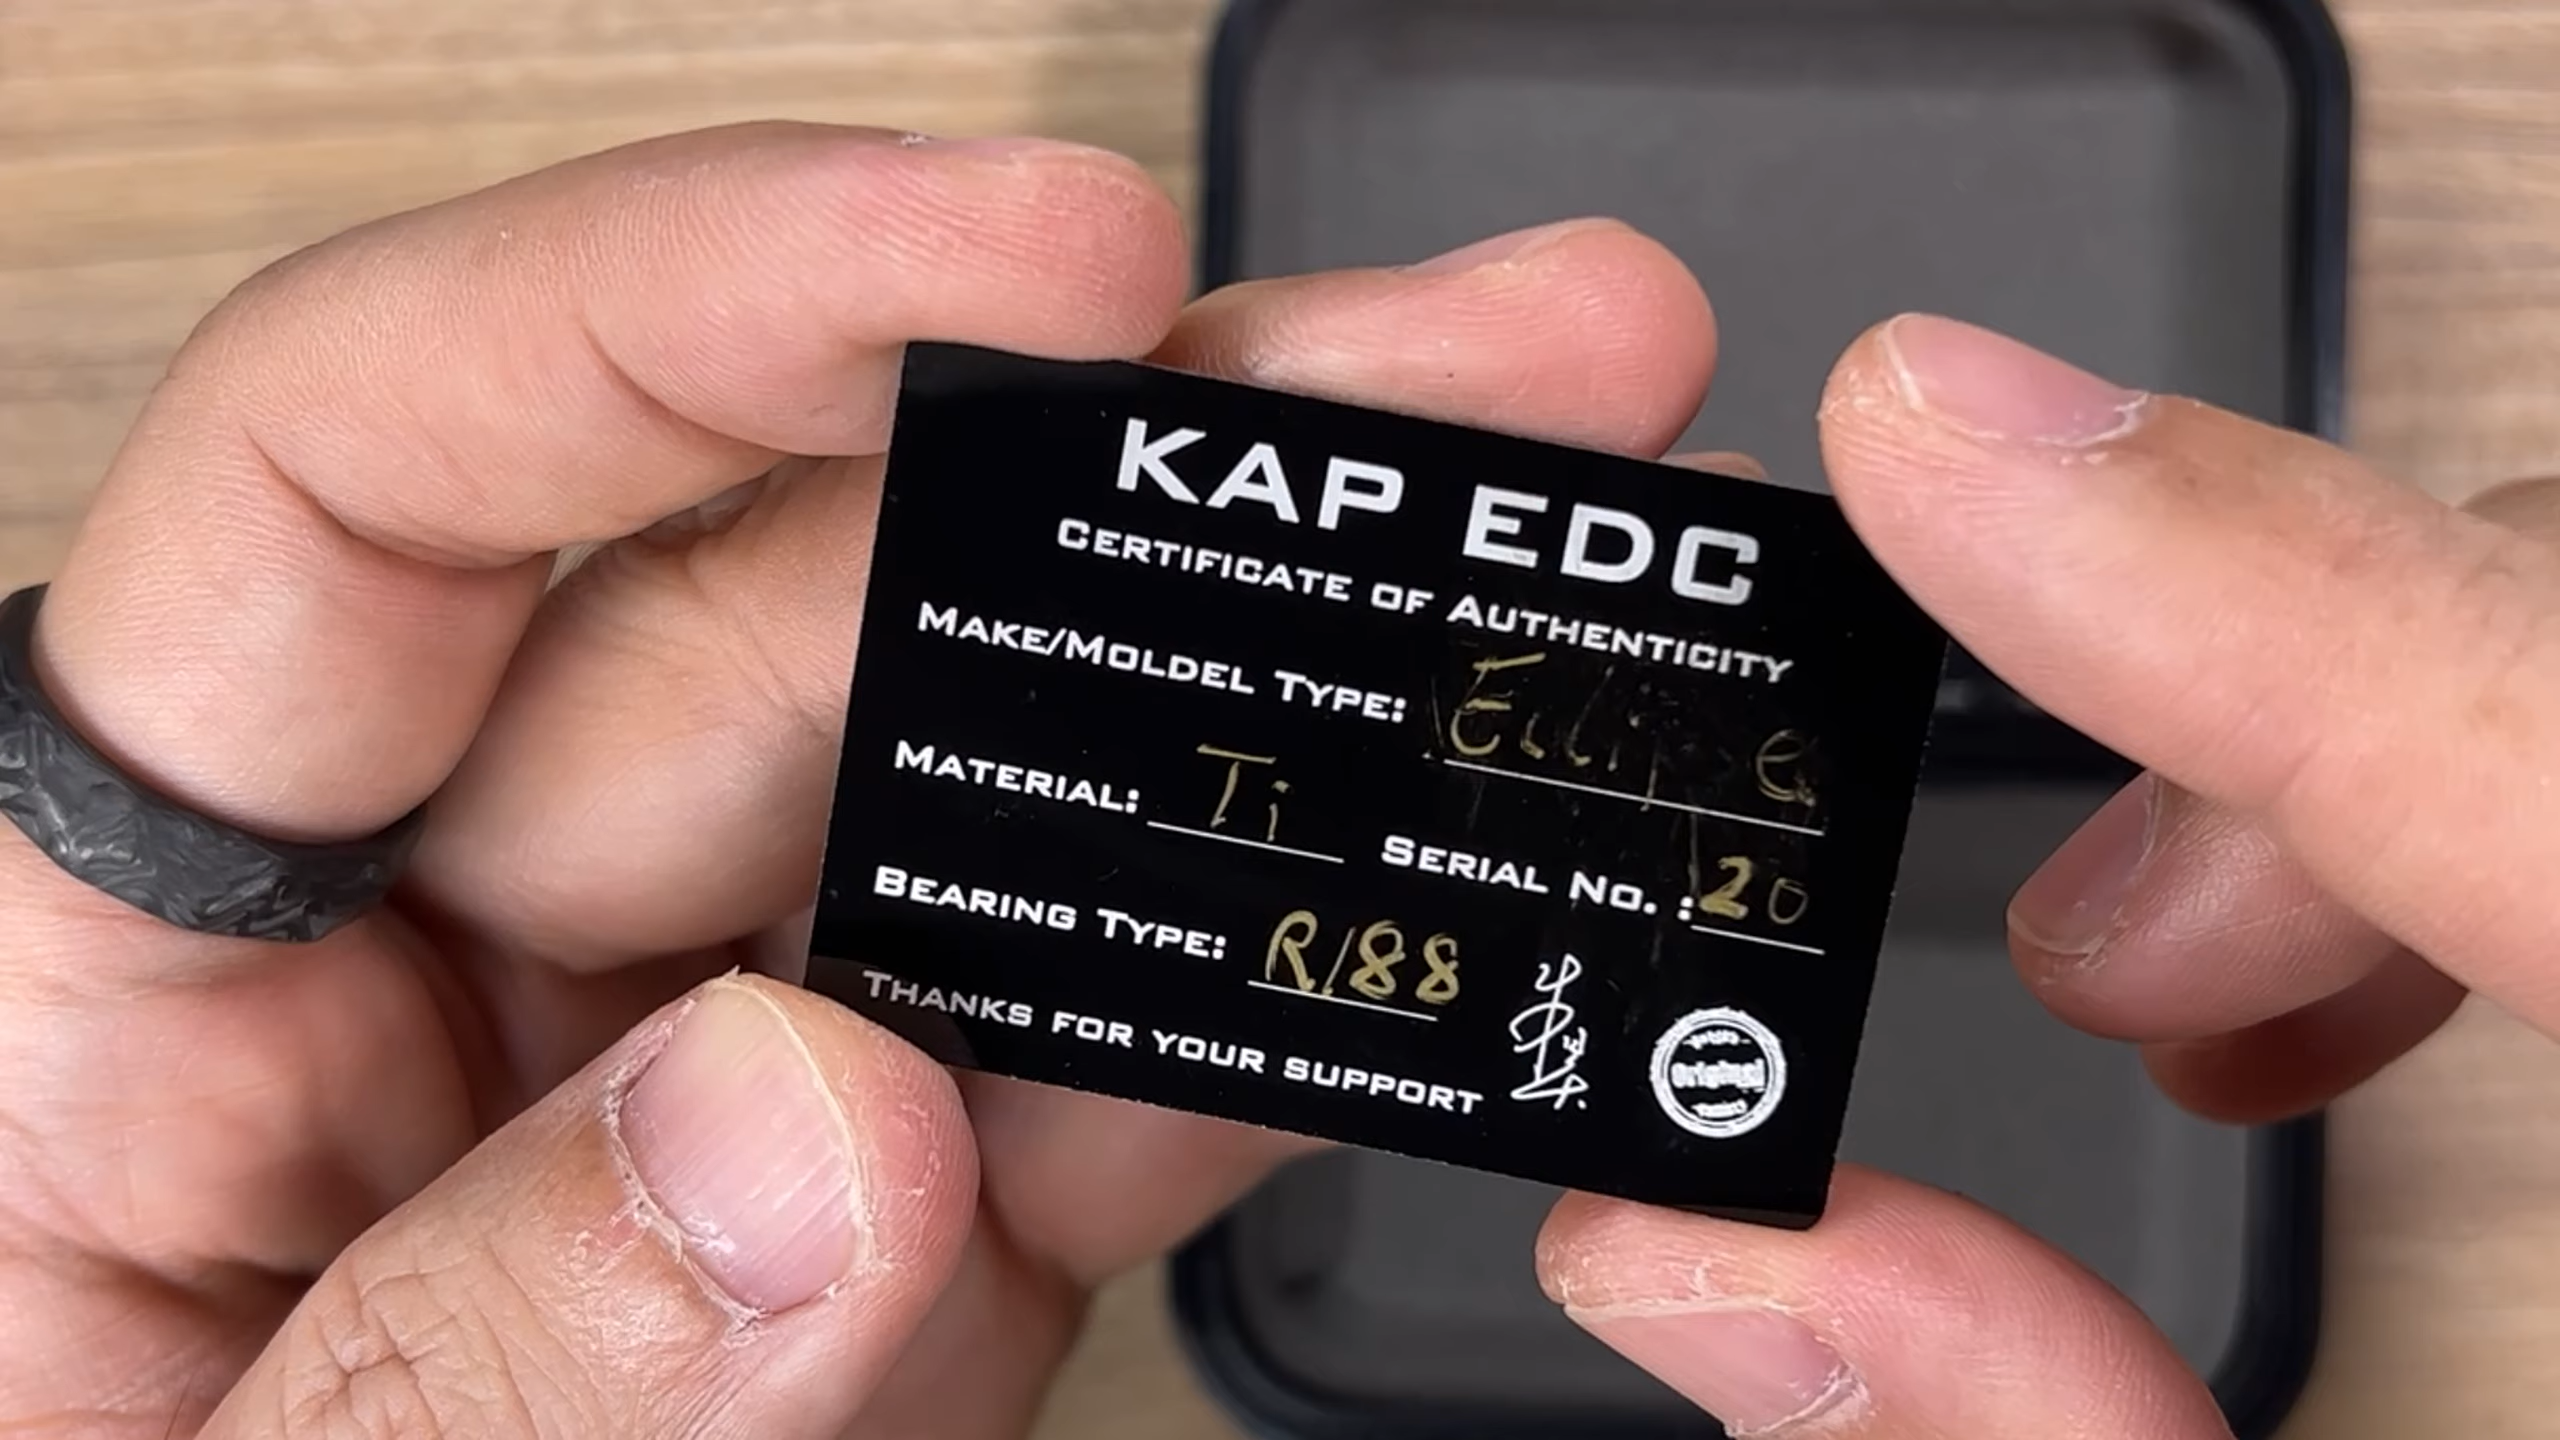 KAP EDC
CERTIFICATE OF AUTHENTICITY
MAKE/MOLDEL TYPE:
MATERIAL: Ti SERIAL NO. : 20
BEARING TYPE: R188
THANKS FOR YOUR SUPPORT
Original